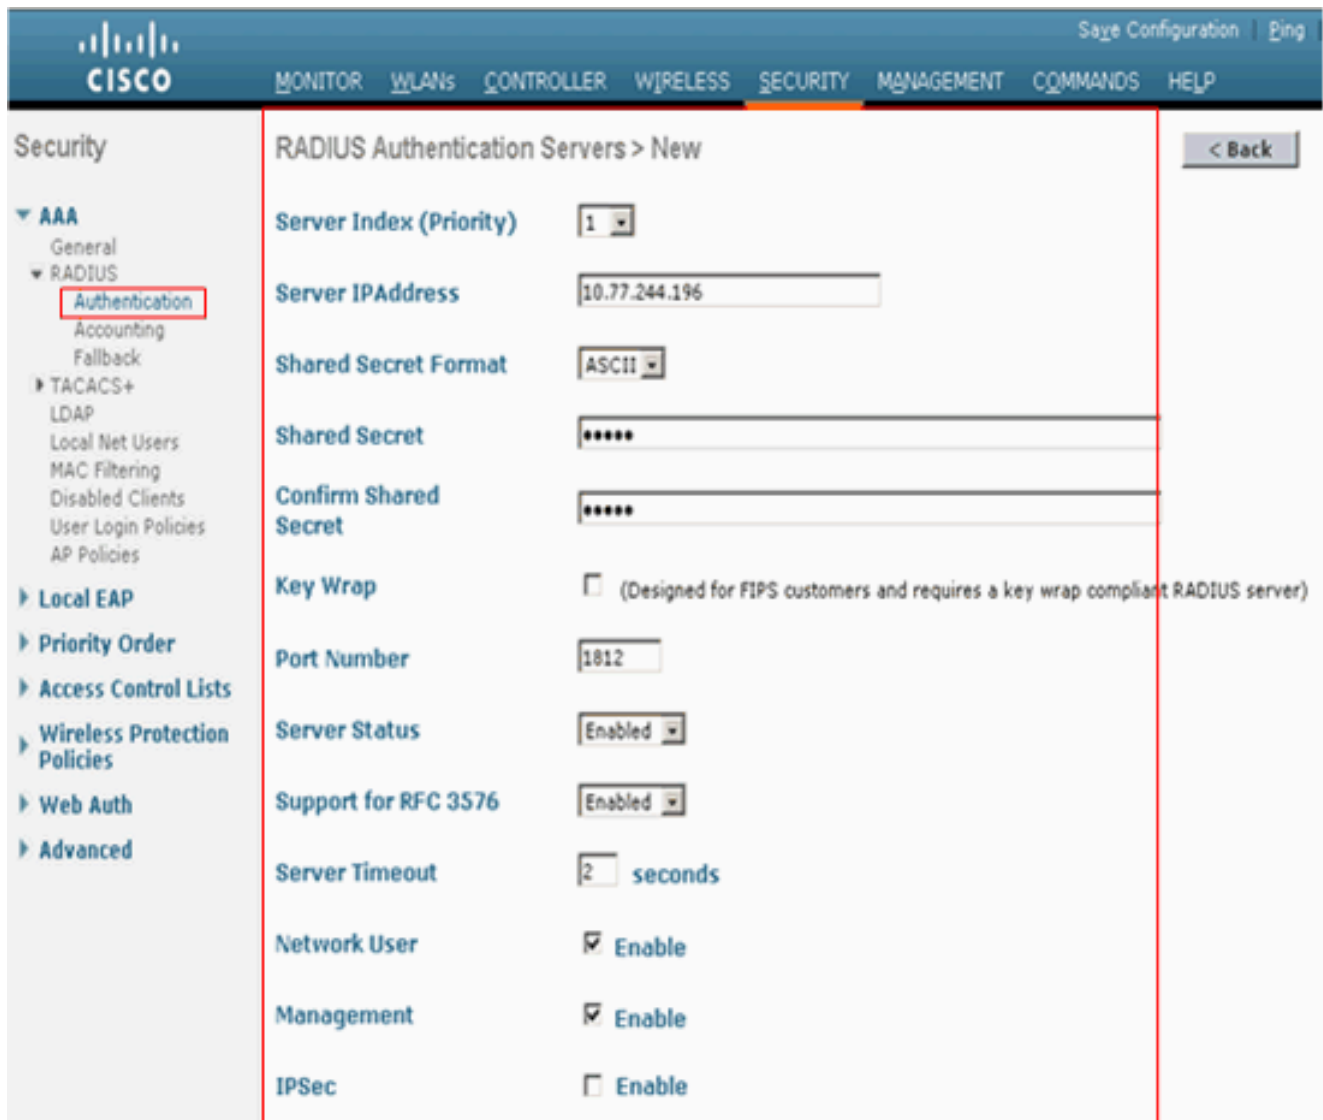 Save Configuration | Ping
CISCO
MONITOR WLANs CONTROLLER WIRELESS SECURITY MANAGEMENT COMMANDS HELP
Security
AAA
General
RADIUS
Authentication
Accounting
Fallback
TACACS+
LDAP
Local Net Users
MAC Filtering
Disabled Clients
User Login Policies
AP Policies
Local EAP
Priority Order
Access Control Lists
Wireless Protection
Policies
Web Auth
Advanced
RADIUS Authentication Servers > New
< Back
Server Index (Priority) 1
Server IPAddress 10.77.244.196
Shared Secret Format ASCII
Shared Secret •••••
Confirm Shared
Secret •••••
Key Wrap (Designed for FIPS customers and requires a key wrap compliant RADIUS server)
Port Number 1812
Server Status Enabled
Support for RFC 3576 Enabled
Server Timeout 2 seconds
Network User Enable
Management Enable
IPSec Enable